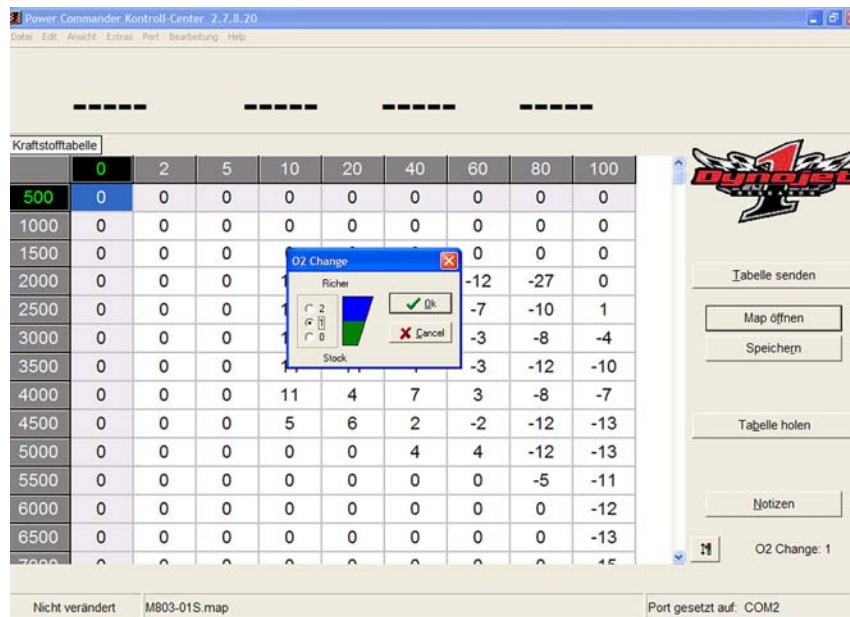 Power Commander Kontroll-Center 2.7.8.20
Datei Edit Ansicht Extras Port Bearbeitung Help
Kraftstofftabelle
0 2 5 10 20 40 60 80 100
500 0 0 0 0 0 0 0 0 0
1000 0 0 0 0 0 0 0 0 0
1500 0 0 0 0 0 0
2000 0 0 0 -12 -27 0
2500 0 0 0 -7 -10 1
3000 0 0 0 -3 -8 -4
3500 0 0 0 -3 -12 -10
4000 0 0 0 11 4 7 3 -8 -7
4500 0 0 0 5 6 2 -2 -12 -13
5000 0 0 0 0 0 4 4 -12 -13
5500 0 0 0 0 0 0 0 -5 -11
6000 0 0 0 0 0 0 0 0 -12
6500 0 0 0 0 0 0 0 0 -13
O2 Change
Richer
2
1
0
Stock
Ok
Cancel
Dynojet
RESEARCH
Tabelle senden
Map öffnen
Speichern
Tabelle holen
Notizen
O2 Change: 1
Nicht verändert M803-01S.map Port gesetzt auf: COM2